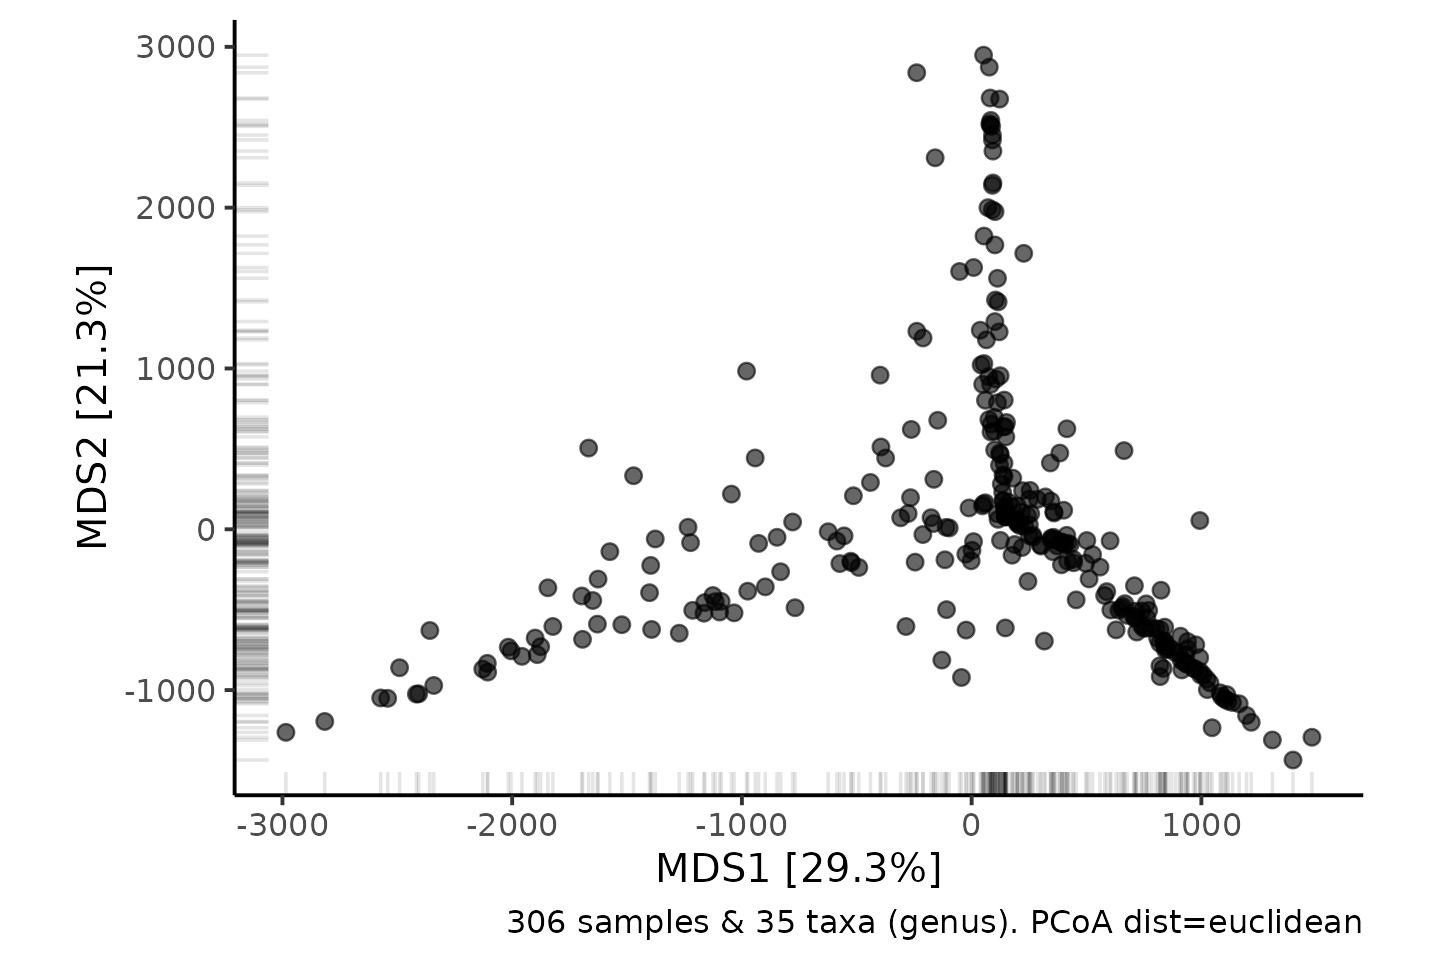 3000
2000
1000
0
-1000
MDS2 [21.3%]
-3000 -2000 -1000 0 1000
MDS1 [29.3%]
306 samples & 35 taxa (genus). PCoA dist=euclidean